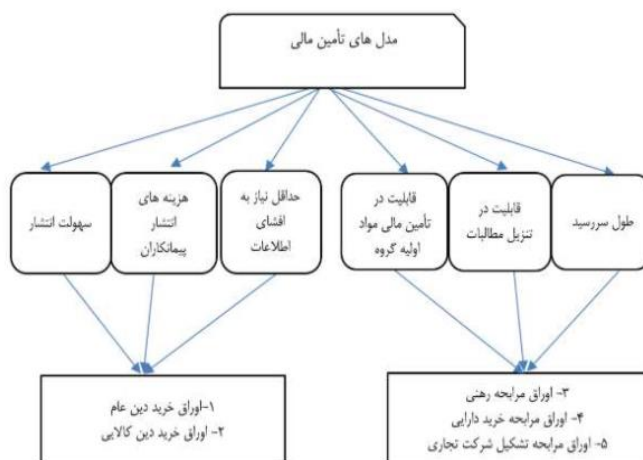 مدل های تأمین مالی
طول سررسید
قابلیت در
تنزیل مطالبات
قابلیت در
تأمین مالی مواد
اولیه گروه
حداقل نیاز به
افشای
اطلاعات
هزینه های
انتشار
پیمانکاران
سهولت انتشار
۳- اوراق مرابحه رهنی
۴- اوراق مرابحه خرید دارایی
۵- اوراق مرابحه تشکیل شرکت تجاری
۱-اوراق خرید دین عام
۲- اوراق خرید دین کالایی